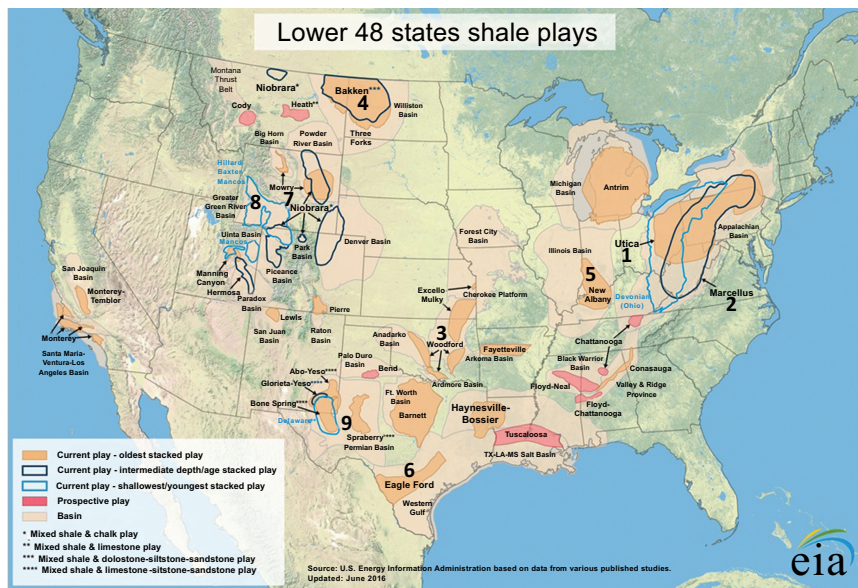 Lower 48 states shale plays
Montana
Thrust
Belt
Niobrara*
Bakken***
4
Williston
Basin
Cody
Heath**
Three
Forks
Big Horn
Basin
Powder
River Basin
Hillard
Baxter
Mancos
Mowry
7
8
Niobrara*
Greater
Green River
Basin
Uinta Basin
Mancos
Park
Basin
Denver Basin
Manning
Canyon
Hermosa
Piceance
Basin
Paradox
Basin
San Joaquin
Basin
Monterey-
Temblor
Monterey
Santa Maria-
Ventura-Los
Angeles Basin
Lewis
San Juan
Basin
Raton
Basin
Pierre
Michigan
Basin
Antrim
Forest City
Basin
Illinois Basin
Utica
1
Appalachian
Basin
5
New
Albany
Devonian
(Ohio)
Marcellus
2
Excello
Mulky
Cherokee Platform
3
Woodford
Anadarko
Basin
Arkoma Basin
Fayetteville
Ardmore Basin
Palo Duro
Basin
Bend
Abo-Yeso****
Glorieta-Yeso****
Bone Spring****
Delaware
9
Spraberry****
Permian Basin
Ft. Worth
Basin
Barnett
Haynesville-
Bossier
Tuscaloosa
TX-LA-MS Salt Basin
6
Eagle Ford
Western
Gulf
Chattanooga
Black Warrior
Basin
Conasauga
Floyd-Neal
Valley & Ridge
Province
Floyd-
Chattanooga
Current play - oldest stacked play
Current play - intermediate depth/age stacked play
Current play - shallowest/youngest stacked play
Prospective play
Basin
* Mixed shale & chalk play
** Mixed shale & limestone play
*** Mixed shale & dolostone-siltstone-sandstone play
**** Mixed shale & limestone -sitstone-sandstone play
Source: U.S. Energy Information Administration based on data from various published studies.
Updated: June 2016
eia